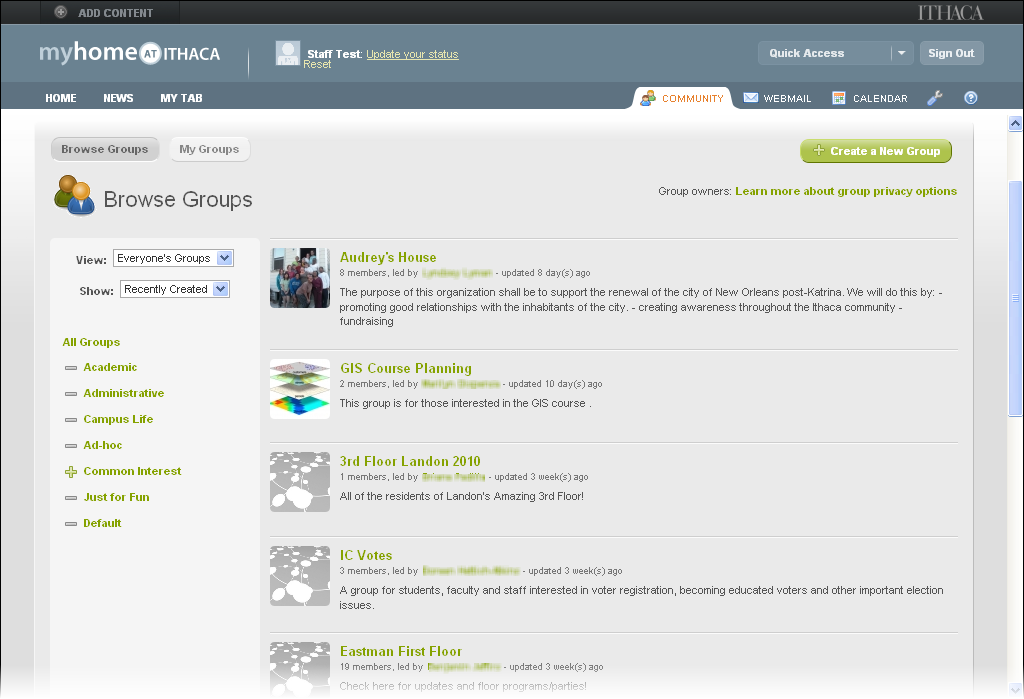 ADD CONTENT
ITHACA
myhome AT ITHACA
Staff Test: Update your status
Reset
Quick Access
Sign Out
HOME NEWS MY TAB
COMMUNITY WEBMAIL CALENDAR
Browse Groups My Groups
+ Create a New Group
Browse Groups
Group owners: Learn more about group privacy options
View: Everyone's Groups
Show: Recently Created
All Groups
Academic
Administrative
Campus Life
Ad-hoc
Common Interest
Just for Fun
Default
Audrey's House
8 members, led by - updated 8 day(s) ago
The purpose of this organization shall be to support the renewal of the city of New Orleans post-Katrina. We will do this by: -
promoting good relationships with the inhabitants of the city. - creating awareness throughout the Ithaca community -
fundraising
GIS Course Planning
2 members, led by - updated 10 day(s) ago
This group is for those interested in the GIS course .
3rd Floor Landon 2010
1 members, led by - updated 3 week(s) ago
All of the residents of Landon's Amazing 3rd Floor!
IC Votes
3 members, led by - updated 3 week(s) ago
A group for students, faculty and staff interested in voter registration, becoming educated voters and other important election
issues.
Eastman First Floor
19 members, led by - updated 3 week(s) ago
Check here for updates and floor programs/parties!